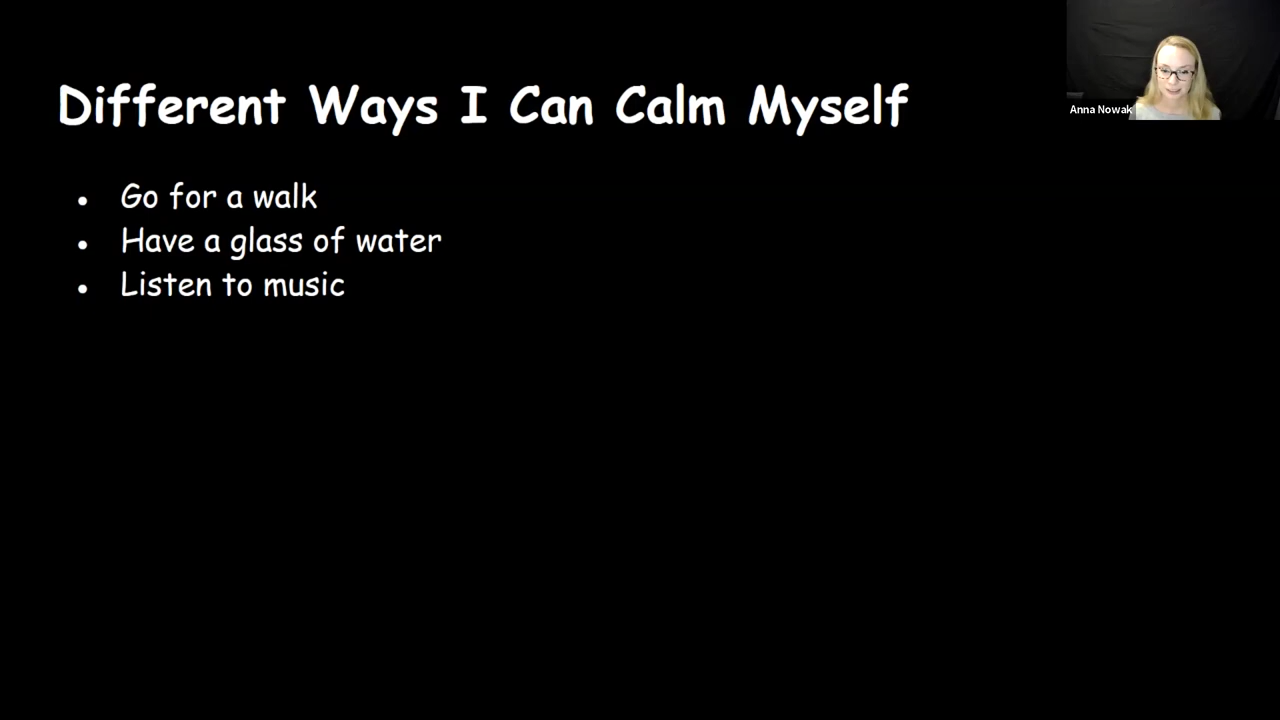 Different Ways I Can Calm Myself
Anna Nowak
● Go for a walk
● Have a glass of water
● Listen to music